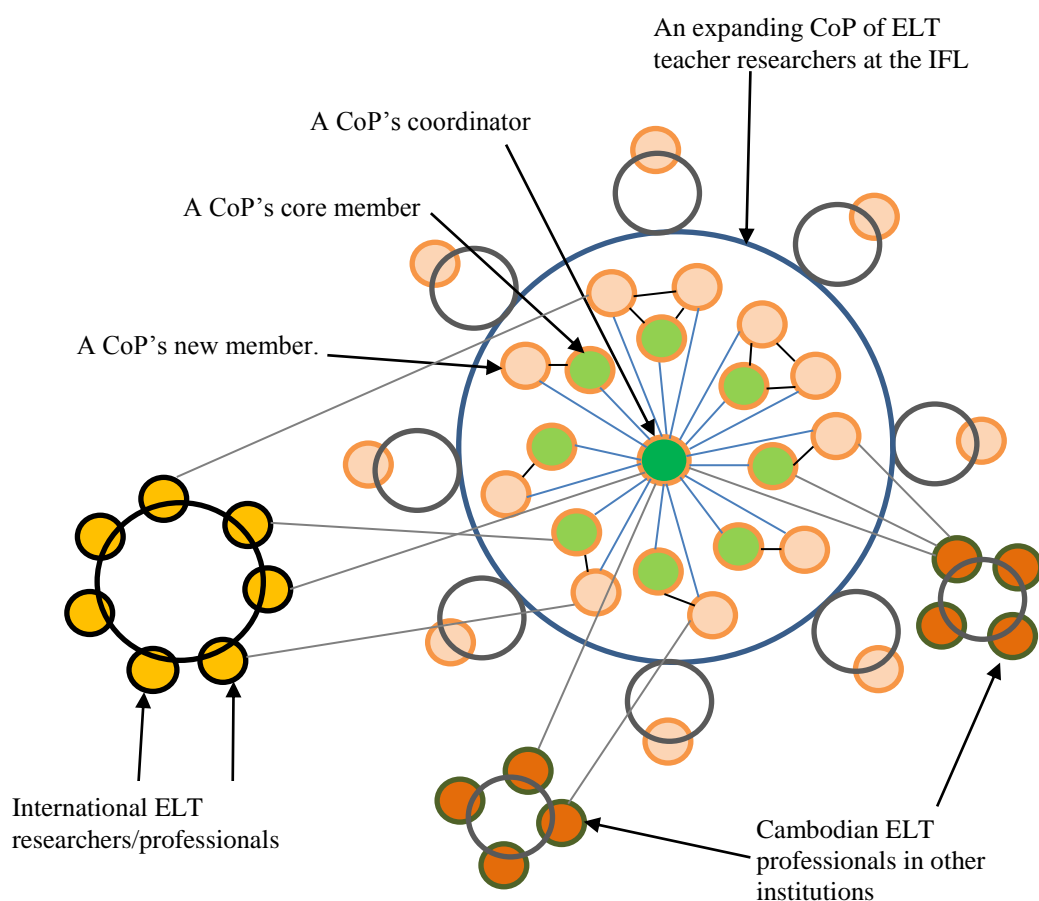 An expanding CoP of ELT
teacher researchers at the IFL
A CoP’s coordinator
A CoP’s core member
A CoP’s new member.
International ELT
researchers/professionals
Cambodian ELT
professionals in other
institutions